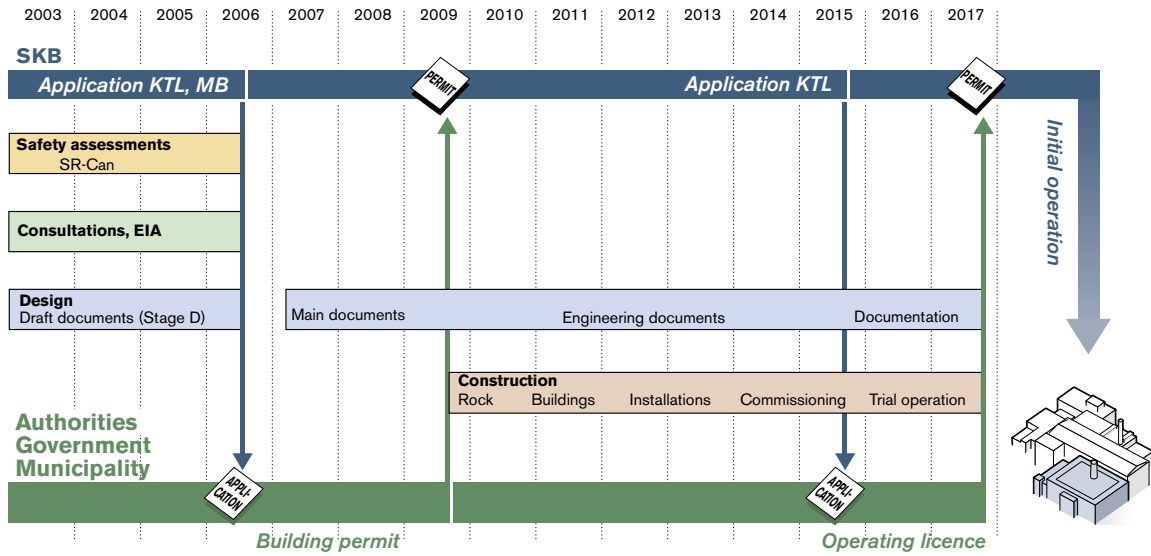 2003 2004 2005 2006 2007 2008 2009 2010 2011 2012 2013 2014 2015 2016 2017
SKB
Application KTL, MB
PERMIT
Application KTL
PERMIT
Safety assessments
SR-Can
Initial operation
Consultations, EIA
Design
Draft documents (Stage D)
Main documents
Engineering documents
Documentation
Construction
Rock Buildings Installations Commissioning Trial operation
Authorities
Government
Municipality
APPLI-
CATION
APPLI-
CATION
Building permit
Operating licence